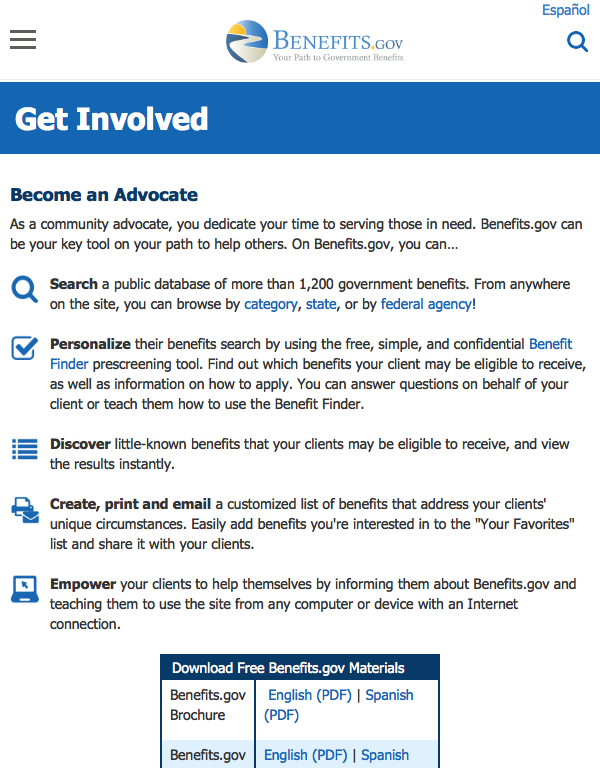 Español
BENEFITS.GOV
Your Path to Government Benefits
Get Involved
Become an Advocate
As a community advocate, you dedicate your time to serving those in need. Benefits.gov can
be your key tool on your path to help others. On Benefits.gov, you can...
Search a public database of more than 1,200 government benefits. From anywhere
on the site, you can browse by category, state, or by federal agency!
Personalize their benefits search by using the free, simple, and confidential Benefit
Finder prescreening tool. Find out which benefits your client may be eligible to receive,
as well as information on how to apply. You can answer questions on behalf of your
client or teach them how to use the Benefit Finder.
Discover little-known benefits that your clients may be eligible to receive, and view
the results instantly.
Create, print and email a customized list of benefits that address your clients'
unique circumstances. Easily add benefits you're interested in to the "Your Favorites"
list and share it with your clients.
Empower your clients to help themselves by informing them about Benefits.gov and
teaching them to use the site from any computer or device with an Internet
connection.
Download Free Benefits.gov Materials
Benefits.gov English (PDF) | Spanish
Brochure (PDF)
Benefits.gov English (PDF) | Spanish